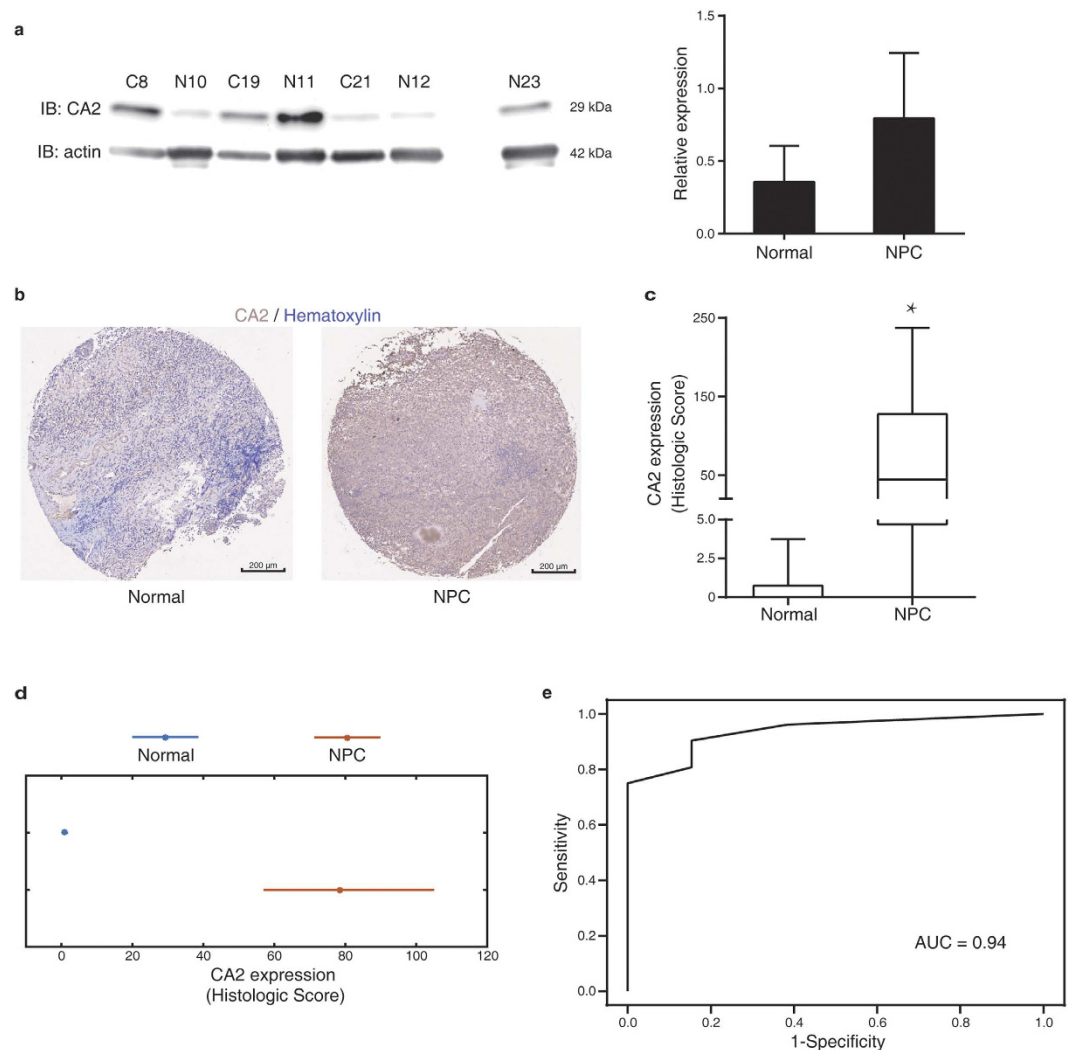 a
C8 N10 C19 N11 C21 N12 N23
IB: CA2 29 kDa
IB: actin 42 kDa
Relative expression
1.5
1.0
0.5
0.0
Normal NPC
b
CA2 / Hematoxylin
200 µm
200 µm
Normal NPC
c
*
CA2 expression
(Histologic Score)
250
150
50
5.0
2.5
0
Normal NPC
d
Normal NPC
0 20 40 60 80 100 120
CA2 expression
(Histologic Score)
e
Sensitivity
1.0
0.8
0.6
0.4
0.2
0.0
AUC = 0.94
0.0 0.2 0.4 0.6 0.8 1.0
1-Specificity